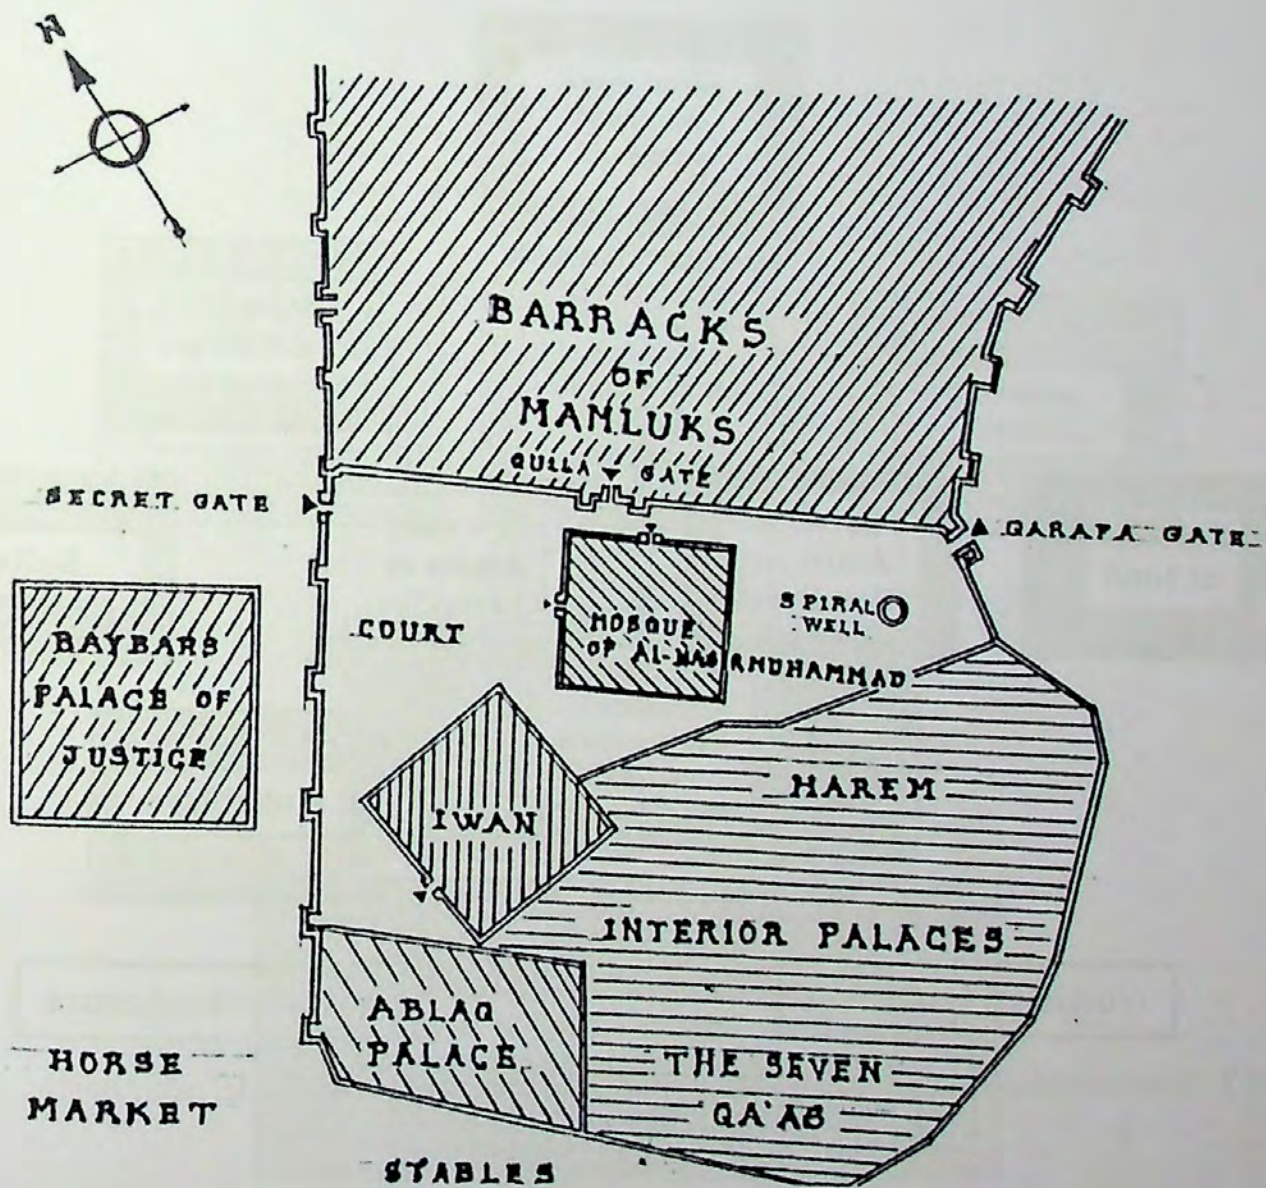 N
BARRACKS
OF
MAMLUKS
QULLA GATE
SECRET GATE
QARAFA GATE
COURT
MOSQUE
OF AL-NASIR MUHAMMAD
SPIRAL
WELL
BAYBARS
PALACE OF
JUSTICE
IWAN
HAREM
INTERIOR PALACES
ABLAQ
PALACE
THE SEVEN
QA'AS
HORSE
MARKET
STABLES